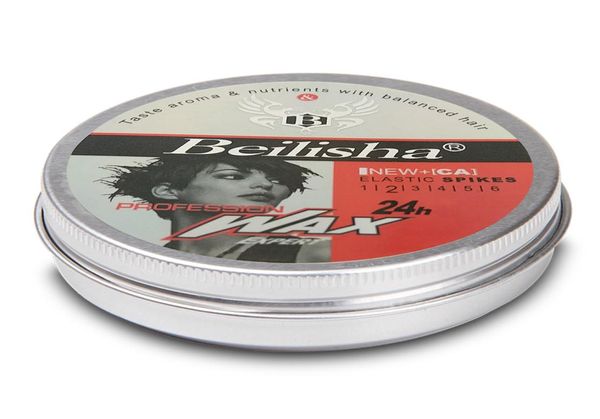 Taste aroma & nutrients with balanced hair
&
B
Beilisha®
[NEW+[CA]
ELASTIC SPIKES
1|2|3|4|5|6
24h
PROFESSION
WAX
EXPERT